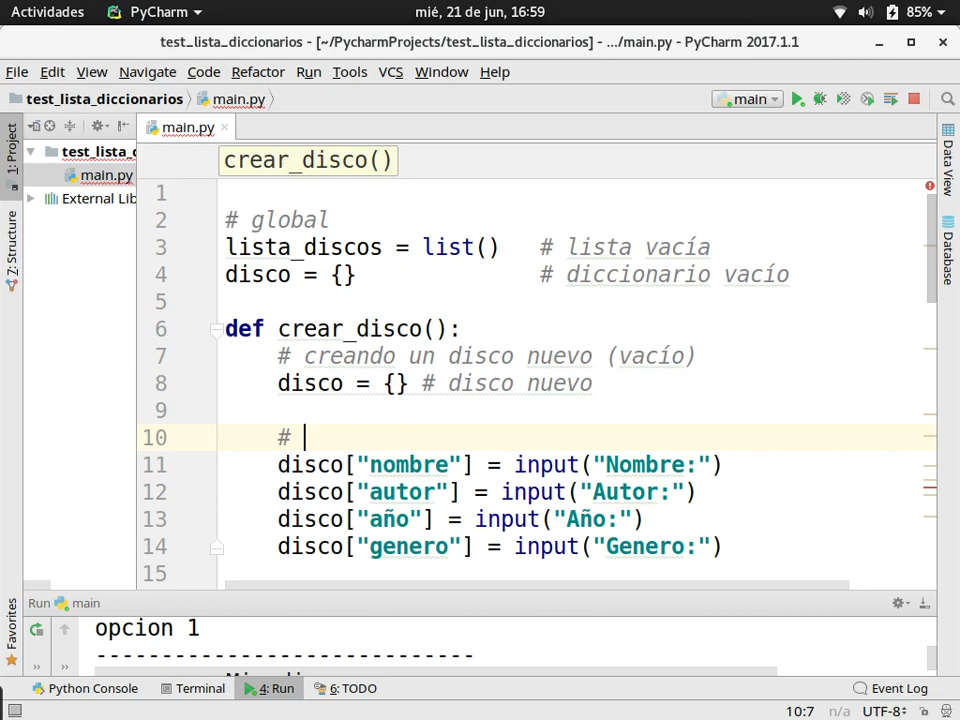 Actividades PyCharm mié, 21 de jun, 16:59 85%
test_lista_diccionarios - [~/PycharmProjects/test_lista_diccionarios] - .../main.py - PyCharm 2017.1.1
File Edit View Navigate Code Refactor Run Tools VCS Window Help
test_lista_diccionarios main.py main
1: Project
7: Structure
Favorites
test_lista_d
main.py
External Lib
main.py
crear_disco()
1
2 # global
3 lista_discos = list() # lista vacía
4 disco = {} # diccionario vacío
5
6 def crear_disco():
7 # creando un disco nuevo (vacío)
8 disco = {} # disco nuevo
9
10 #
11 disco["nombre"] = input("Nombre:")
12 disco["autor"] = input("Autor:")
13 disco["año"] = input("Año:")
14 disco["genero"] = input("Genero:")
15
Data View
Database
Run main
opcion 1
-----------------------------
Python Console Terminal 4: Run 6: TODO Event Log
10:7 n/a UTF-8